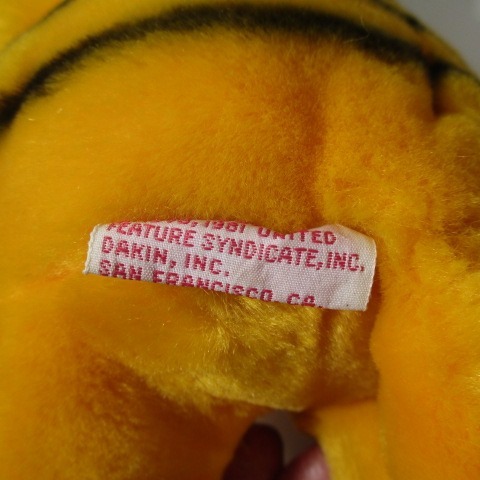 1981 UNITED
FEATURE SYNDICATE, INC.
DAKIN, INC.
SAN FRANCISCO, CA.